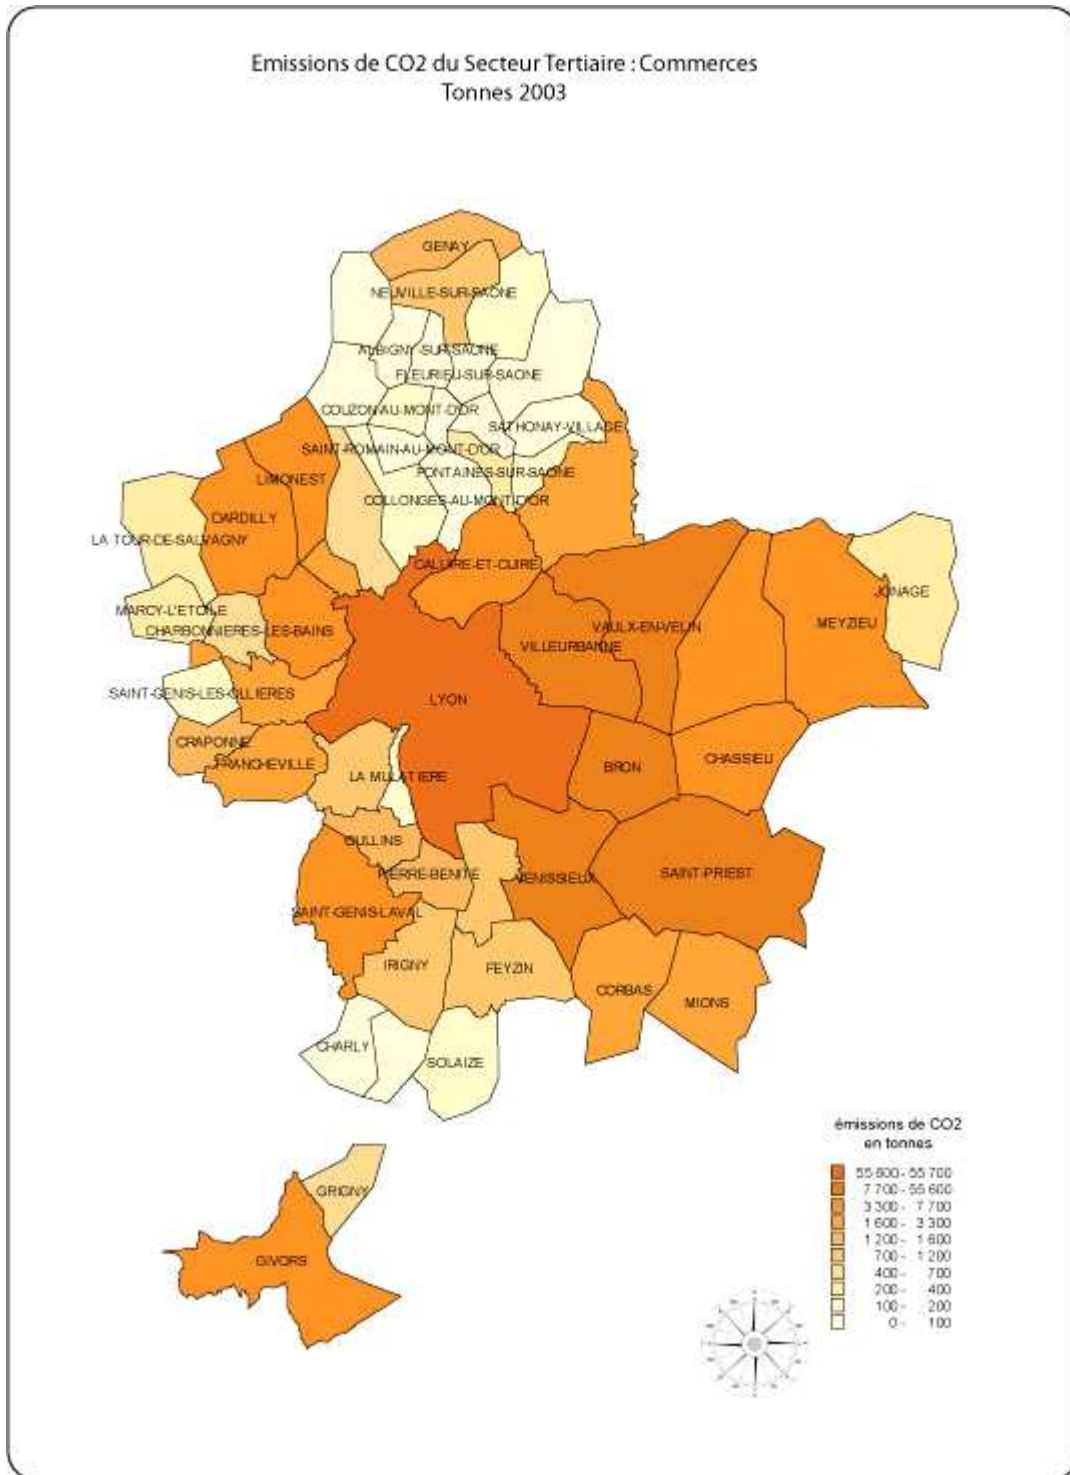 Emissions de CO2 du Secteur Tertiaire : Commerces
Tonnes 2003
GENAY
NEUVILLE-SUR-SAONE
ALBIGNY-SUR-SAONE
FLEURIEU-SUR-SAONE
COUZON-AU-MONT-D'OR
SATHONAY-VILLAGE
SAINT-ROMAIN-AU-MONT-D'OR
FONTAINES-SUR-SAONE
LIMONEST
COLLONGES-AU-MONT-D'OR
DARDILLY
LA TOUR-DE-SALVAGNY
CALUIRE-ET-CUIRE
JONAGE
MARCY-L'ETOILE
CHARBONNIERES-LES-BAINS
VAULX-EN-VELIN
MEYZIEU
VILLEURBANNE
SAINT-GENIS-LES-OLLIERES
LYON
CRAPONNE
FRANCHEVILLE
LA MULATIERE
BRON
CHASSIEU
OULLINS
PIERRE-BENITE
VENISSIEUX
SAINT-PRIEST
SAINT-GENIS-LAVAL
IRIGNY
FEYZIN
CORBAS
MIONS
CHARLY
SOLAIZE
GRIGNY
GIVORS
émissions de CO2
en tonnes
55 600 - 55 700
7 700 - 55 600
3 300 - 7 700
1 600 - 3 300
1 200 - 1 600
700 - 1 200
400 - 700
200 - 400
100 - 200
0 - 100